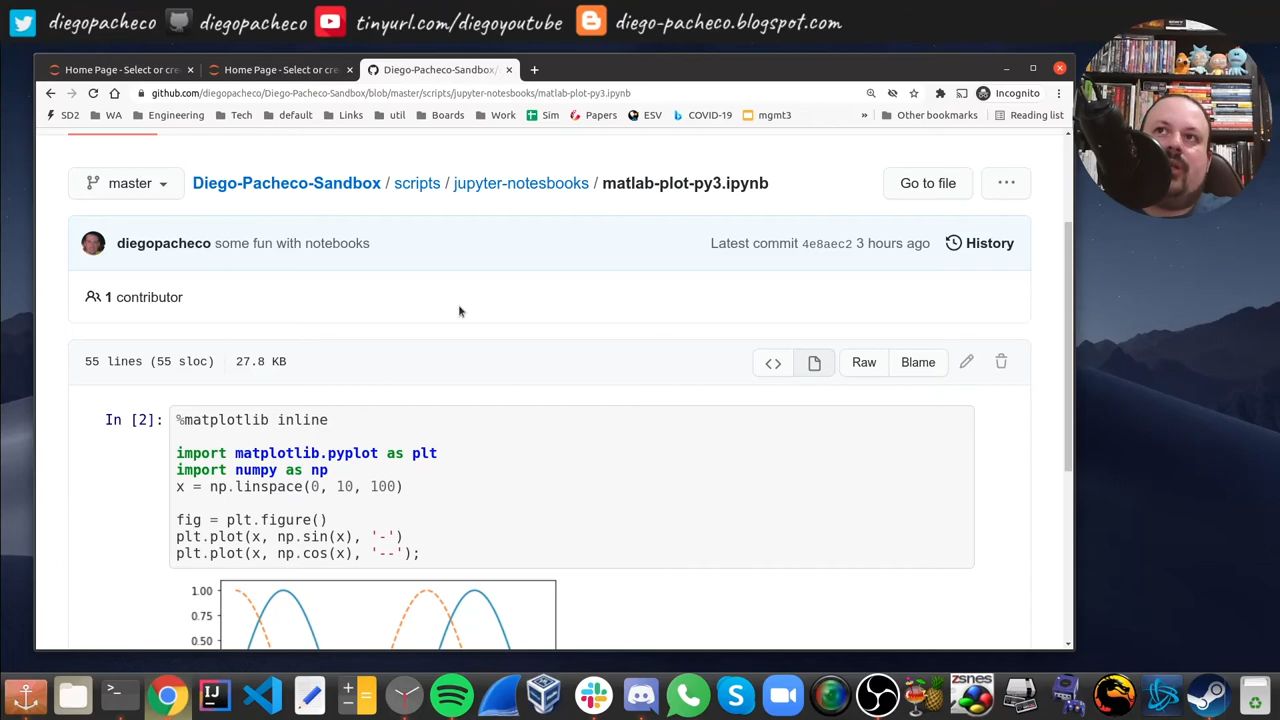 diegopacheco diegopacheco tinyurl.com/diegoyoutube diego-pacheco.blogspot.com
Home Page - Select or cre Home Page - Select or cre Diego-Pacheco-Sandbox/
github.com/diegopacheco/Diego-Pacheco-Sandbox/blob/master/scripts/jupyter-notesbooks/matlab-plot-py3.ipynb Incognito
SD2 WA Engineering Tech default Links util Boards Work Sim Papers ESV COVID-19 mgmt3 » Other bookmarks Reading list
master Diego-Pacheco-Sandbox / scripts / jupyter-notesbooks / matlab-plot-py3.ipynb Go to file ...
diegopacheco some fun with notebooks Latest commit 4e8aec2 3 hours ago History
1 contributor
55 lines (55 sloc) 27.8 KB <> Raw Blame
In [2]: %matplotlib inline
import matplotlib.pyplot as plt
import numpy as np
x = np.linspace(0, 10, 100)
fig = plt.figure()
plt.plot(x, np.sin(x), '-')
plt.plot(x, np.cos(x), '--');
1.00
0.75
0.50
zSNES